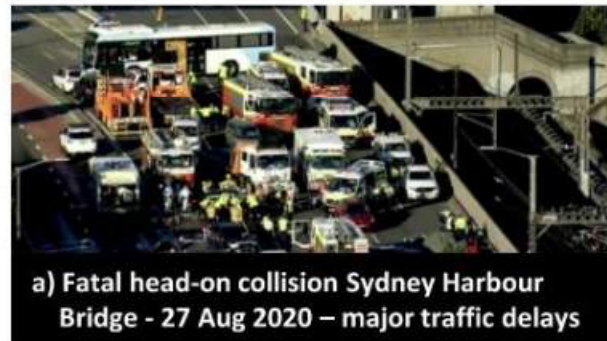 a) Fatal head-on collision Sydney Harbour
Bridge - 27 Aug 2020 – major traffic delays